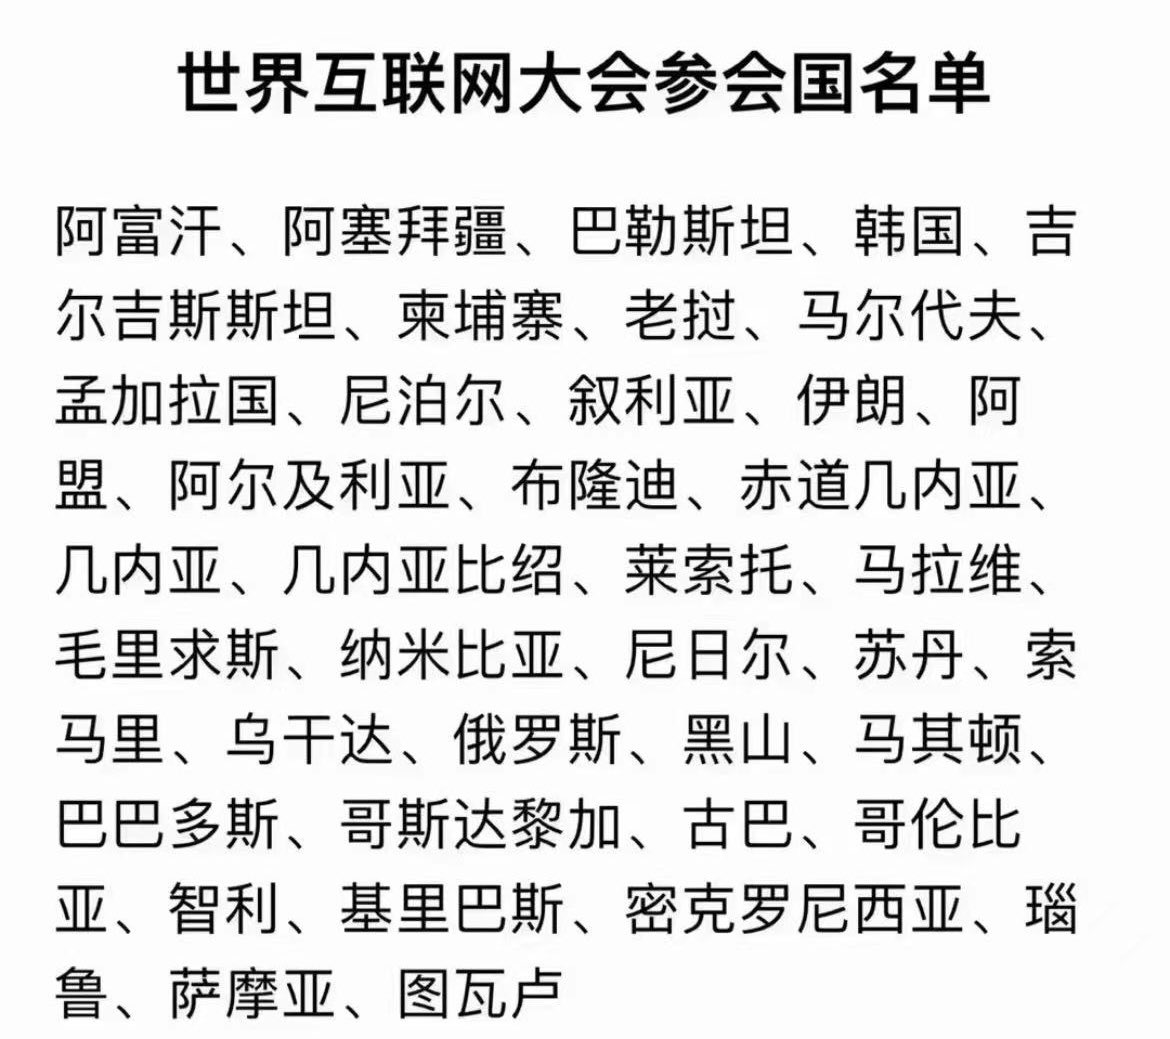 世界互联网大会参会国名单
阿富汗、阿塞拜疆、巴勒斯坦、韩国、吉
尔吉斯斯坦、柬埔寨、老挝、马尔代夫、
孟加拉国、尼泊尔、叙利亚、伊朗、阿
盟、阿尔及利亚、布隆迪、赤道几内亚、
几内亚、几内亚比绍、莱索托、马拉维、
毛里求斯、纳米比亚、尼日尔、苏丹、索
马里、乌干达、俄罗斯、黑山、马其顿、
巴巴多斯、哥斯达黎加、古巴、哥伦比
亚、智利、基里巴斯、密克罗尼西亚、瑙
鲁、萨摩亚、图瓦卢